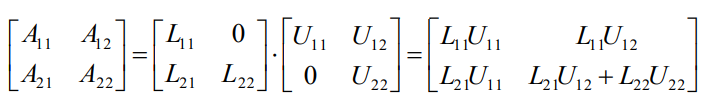 [A₁₁ A₁₂] = [L₁₁ 0] · [U₁₁ U₁₂] = [L₁₁U₁₁ L₁₁U₁₂]
[A₂₁ A₂₂] [L₂₁ L₂₂] [0 U₂₂] [L₂₁U₁₁ L₂₁U₁₂ + L₂₂U₂₂]